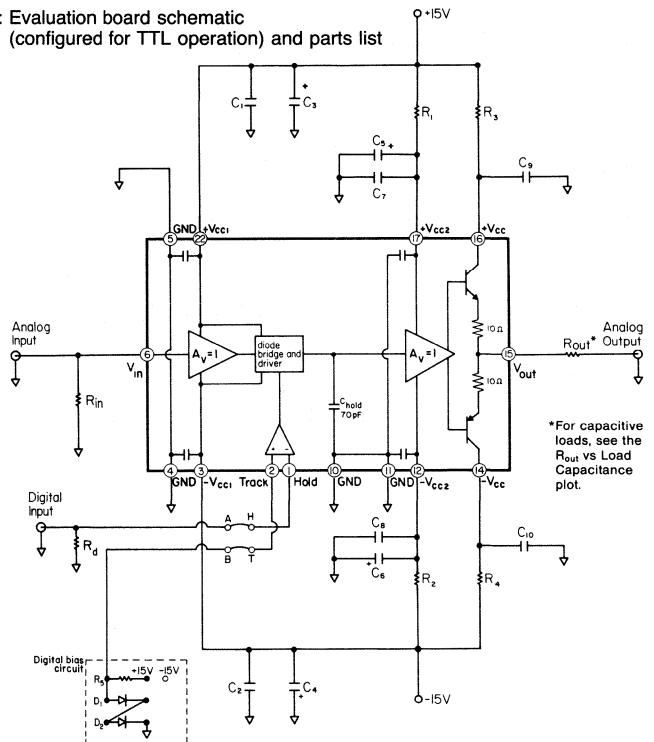 : Evaluation board schematic
(configured for TTL operation) and parts list
+15V
C1
+
C3
R1
R3
C5 +
C7
C9
5
GND
22
+VCC1
17
+VCC2
16
+VCC
Analog
Input
6
Vin
Rin
AV=1
diode
bridge and
driver
AV=1
10Ω
10Ω
15
Vout
Rout*
Analog
Output
Chold
70pF
+ -
*For capacitive
loads, see the
Rout vs Load
Capacitance
plot.
4
GND
3
-VCC1
2
Track
1
Hold
10
GND
11
GND
12
-VCC2
14
-VCC
Digital
Input
Rd
A H
B T
C8
+
C6
R2
C10
R4
Digital bias
circuit
+15V -15V
R5
D1
D2
C2
+
C4
-15V